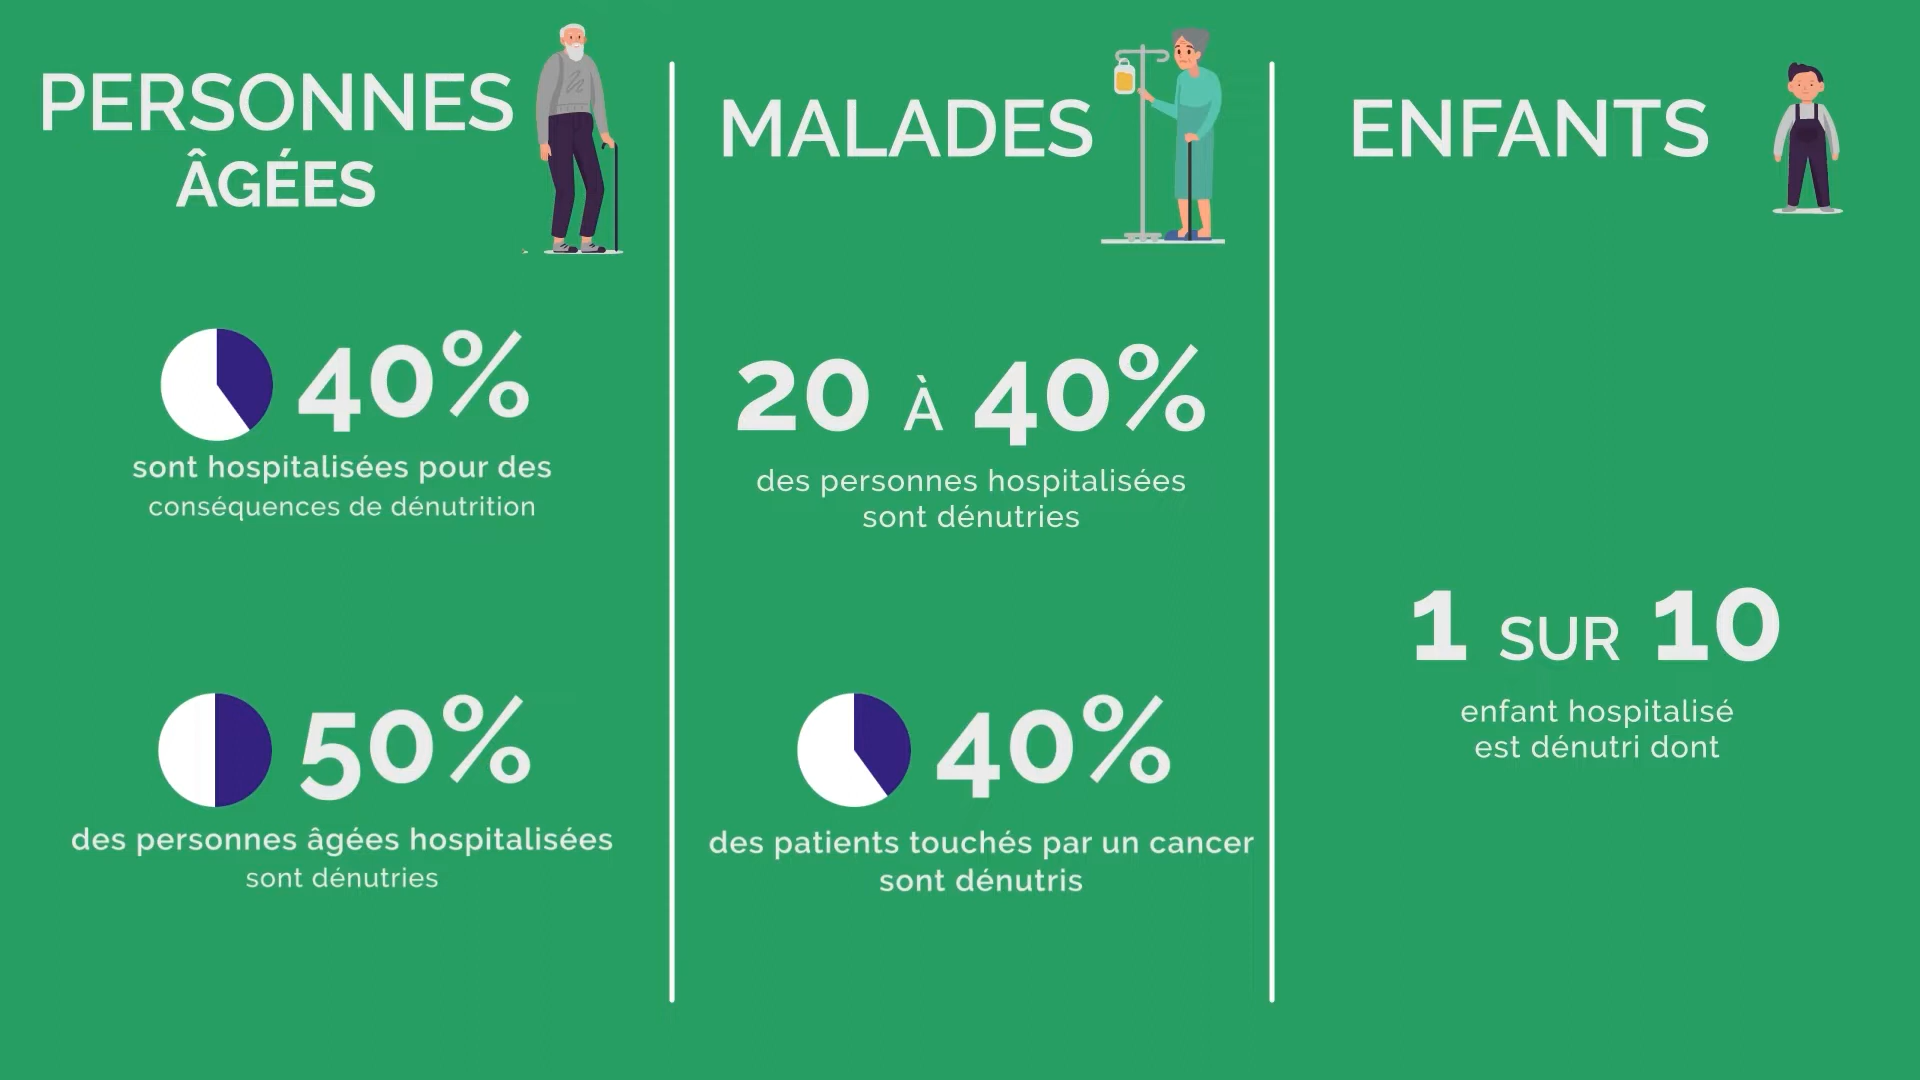 PERSONNES
ÂGÉES
40%
sont hospitalisées pour des
conséquences de dénutrition
50%
des personnes âgées hospitalisées
sont dénutries
MALADES
20 À 40%
des personnes hospitalisées
sont dénutries
40%
des patients touchés par un cancer
sont dénutris
ENFANTS
1 SUR 10
enfant hospitalisé
est dénutri dont